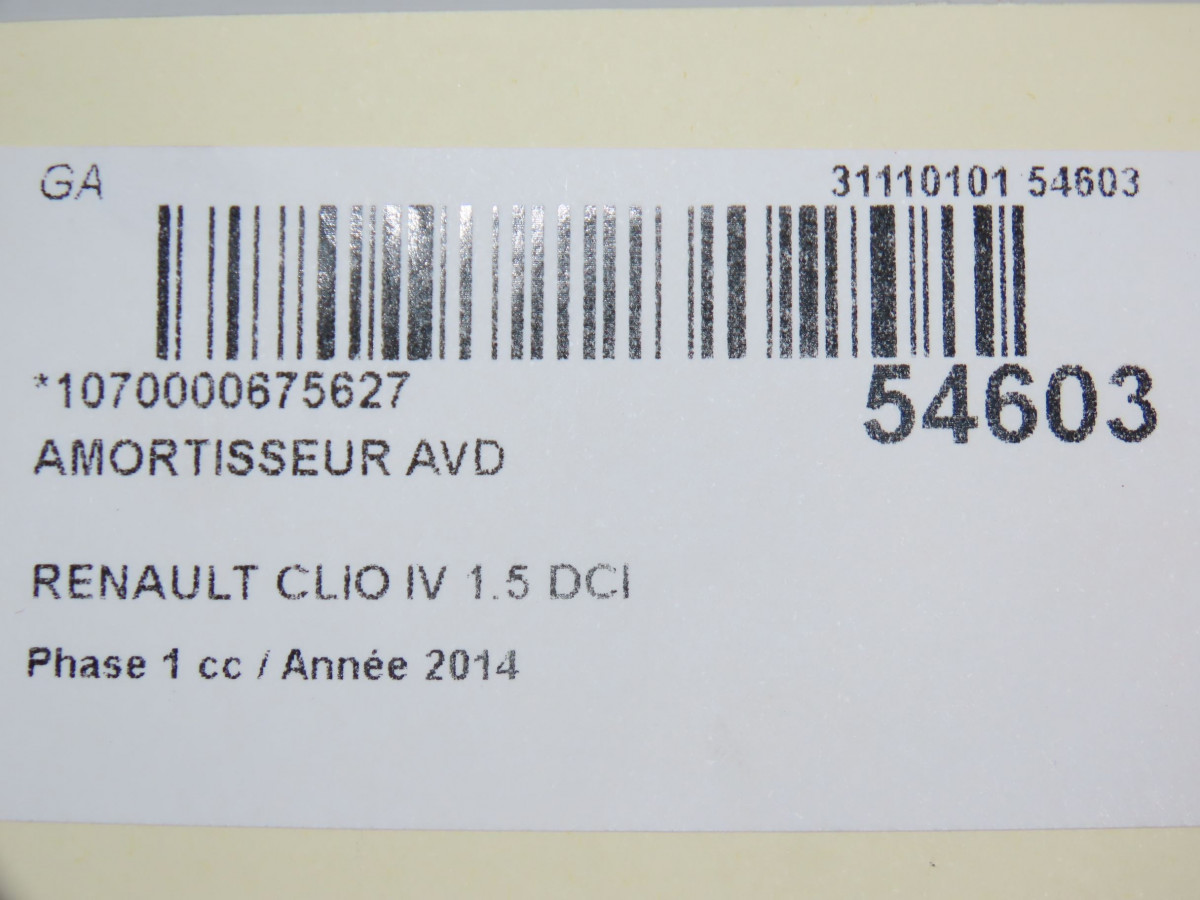 GA
31110101 54603
*1070000675627
54603
AMORTISSEUR AVD
RENAULT CLIO IV 1.5 DCI
Phase 1 cc / Année 2014